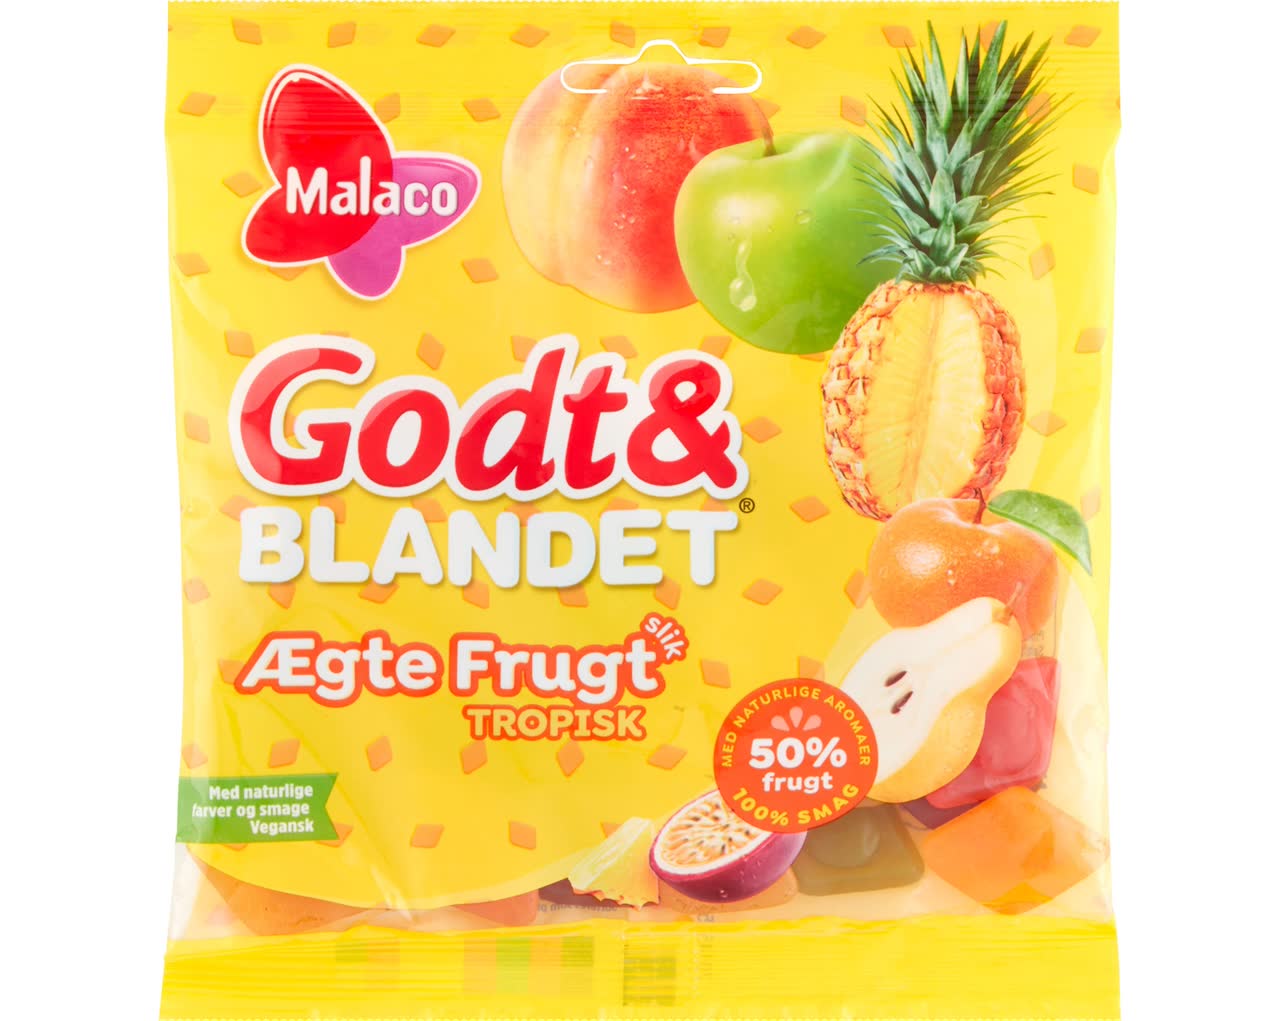 Malaco
Godt&
BLANDET®
Ægte Frugt
slik
TROPISK
MED NATURLIGE AROMAER
50%
frugt
100% SMAG
Med naturlige
farver og smage
Vegansk